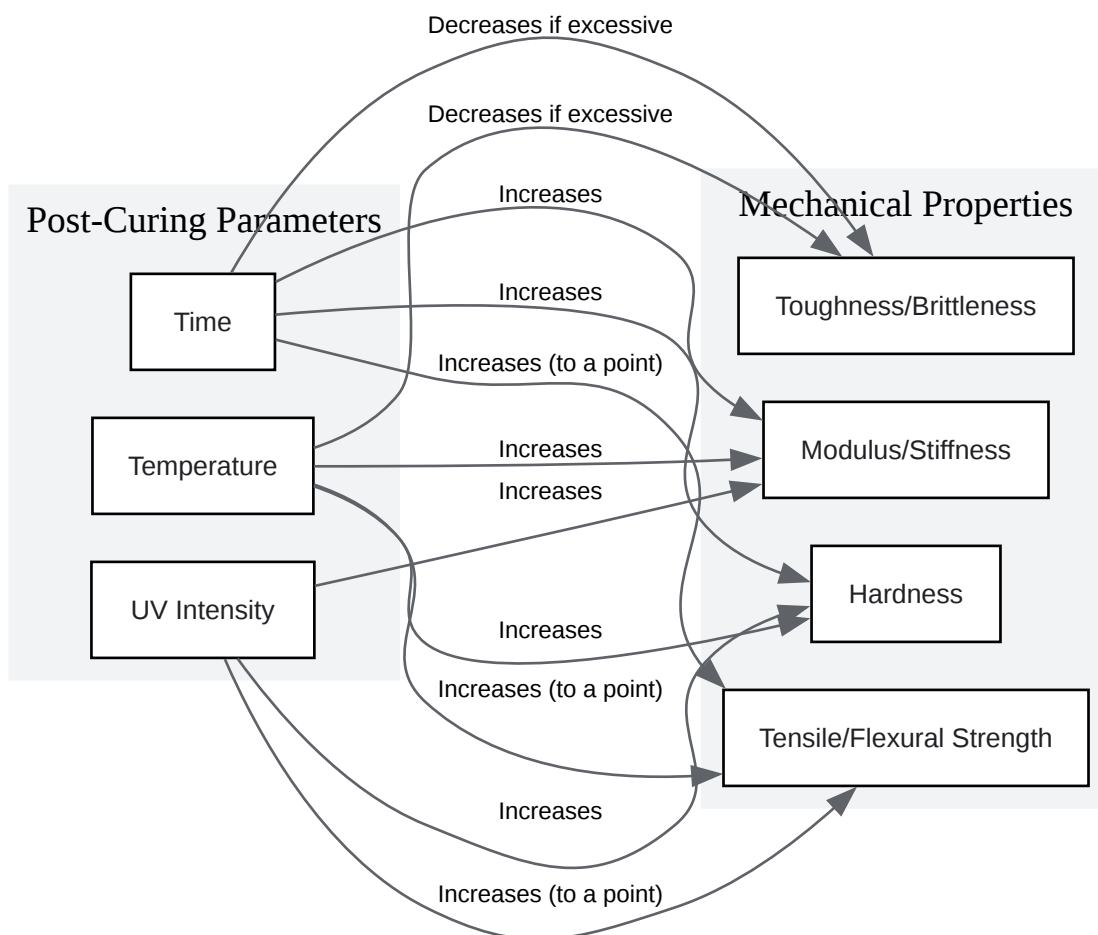 Decreases if excessive
Decreases if excessive
Increases
Post-Curing Parameters
Mechanical Properties
Increases
Time
Toughness/Brittleness
Increases (to a point)
Increases
Temperature
Modulus/Stiffness
Increases
UV Intensity
Hardness
Increases
Increases (to a point)
Tensile/Flexural Strength
Increases
Increases (to a point)